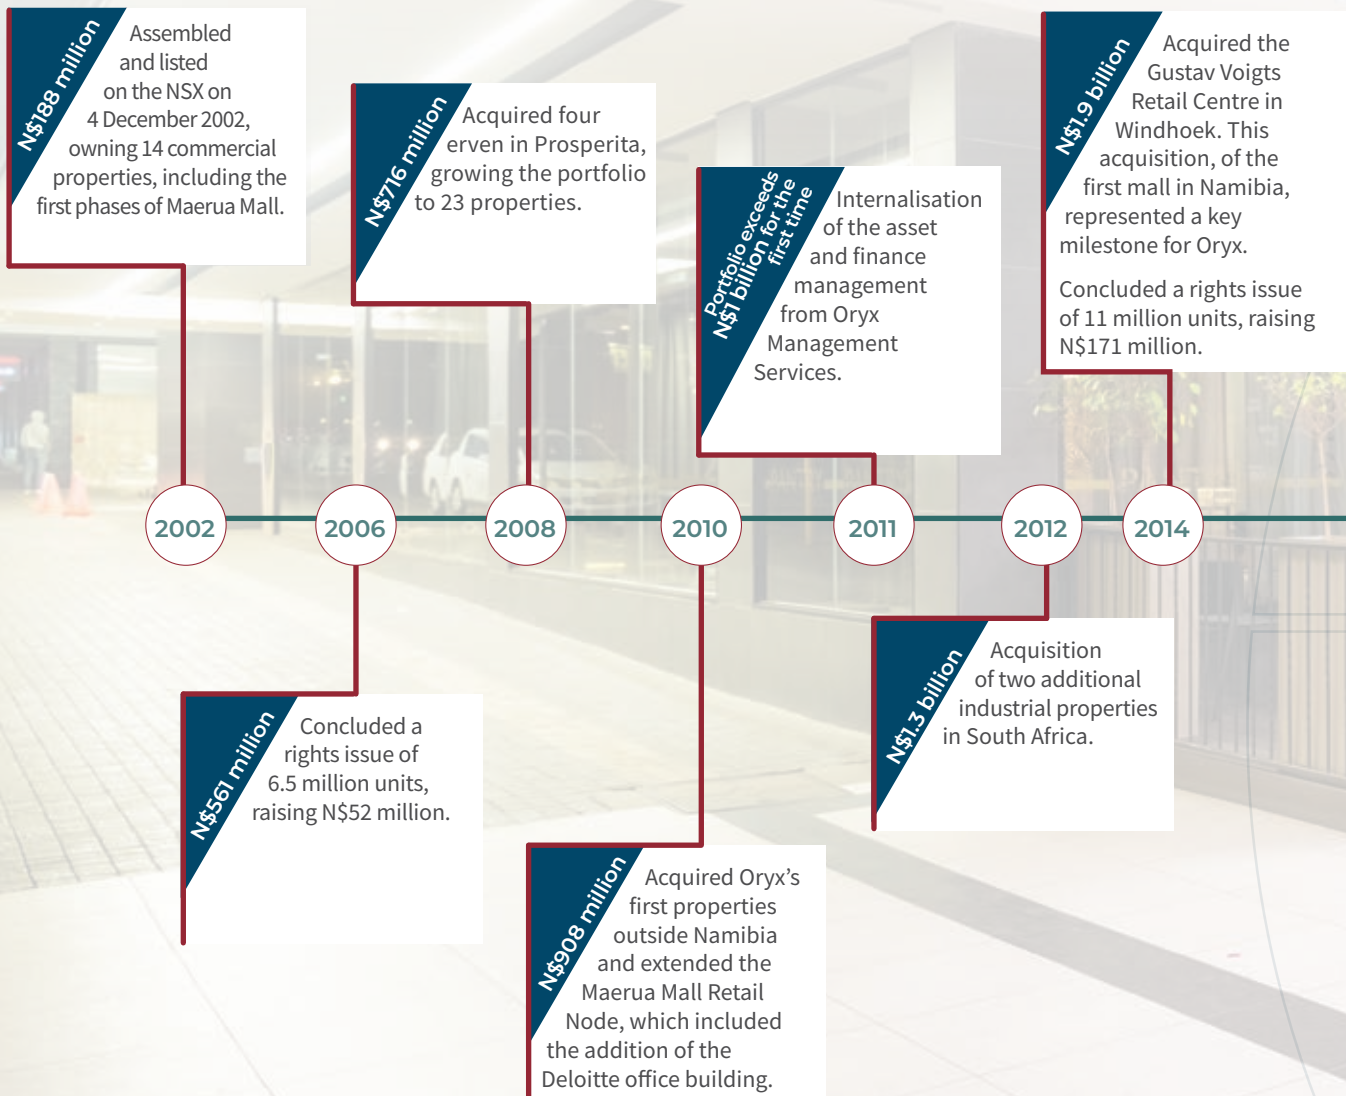 N$188 million
Assembled
and listed
on the NSX on
4 December 2002,
owning 14 commercial
properties, including the
first phases of Maerua Mall.
N$716 million
Acquired four
erven in Prosperita,
growing the portfolio
to 23 properties.
Portfolio exceeds
N$1 billion for the
first time
Internalisation
of the asset
and finance
management
from Oryx
Management
Services.
N$1.9 billion
Acquired the
Gustav Voigts
Retail Centre in
Windhoek. This
acquisition, of the
first mall in Namibia,
represented a key
milestone for Oryx.
Concluded a rights issue
of 11 million units, raising
N$171 million.
2002
2006
2008
2010
2011
2012
2014
N$561 million
Concluded a
rights issue of
6.5 million units,
raising N$52 million.
N$908 million
Acquired Oryx’s
first properties
outside Namibia
and extended the
Maerua Mall Retail
Node, which included
the addition of the
Deloitte office building.
N$1.3 billion
Acquisition
of two additional
industrial properties
in South Africa.